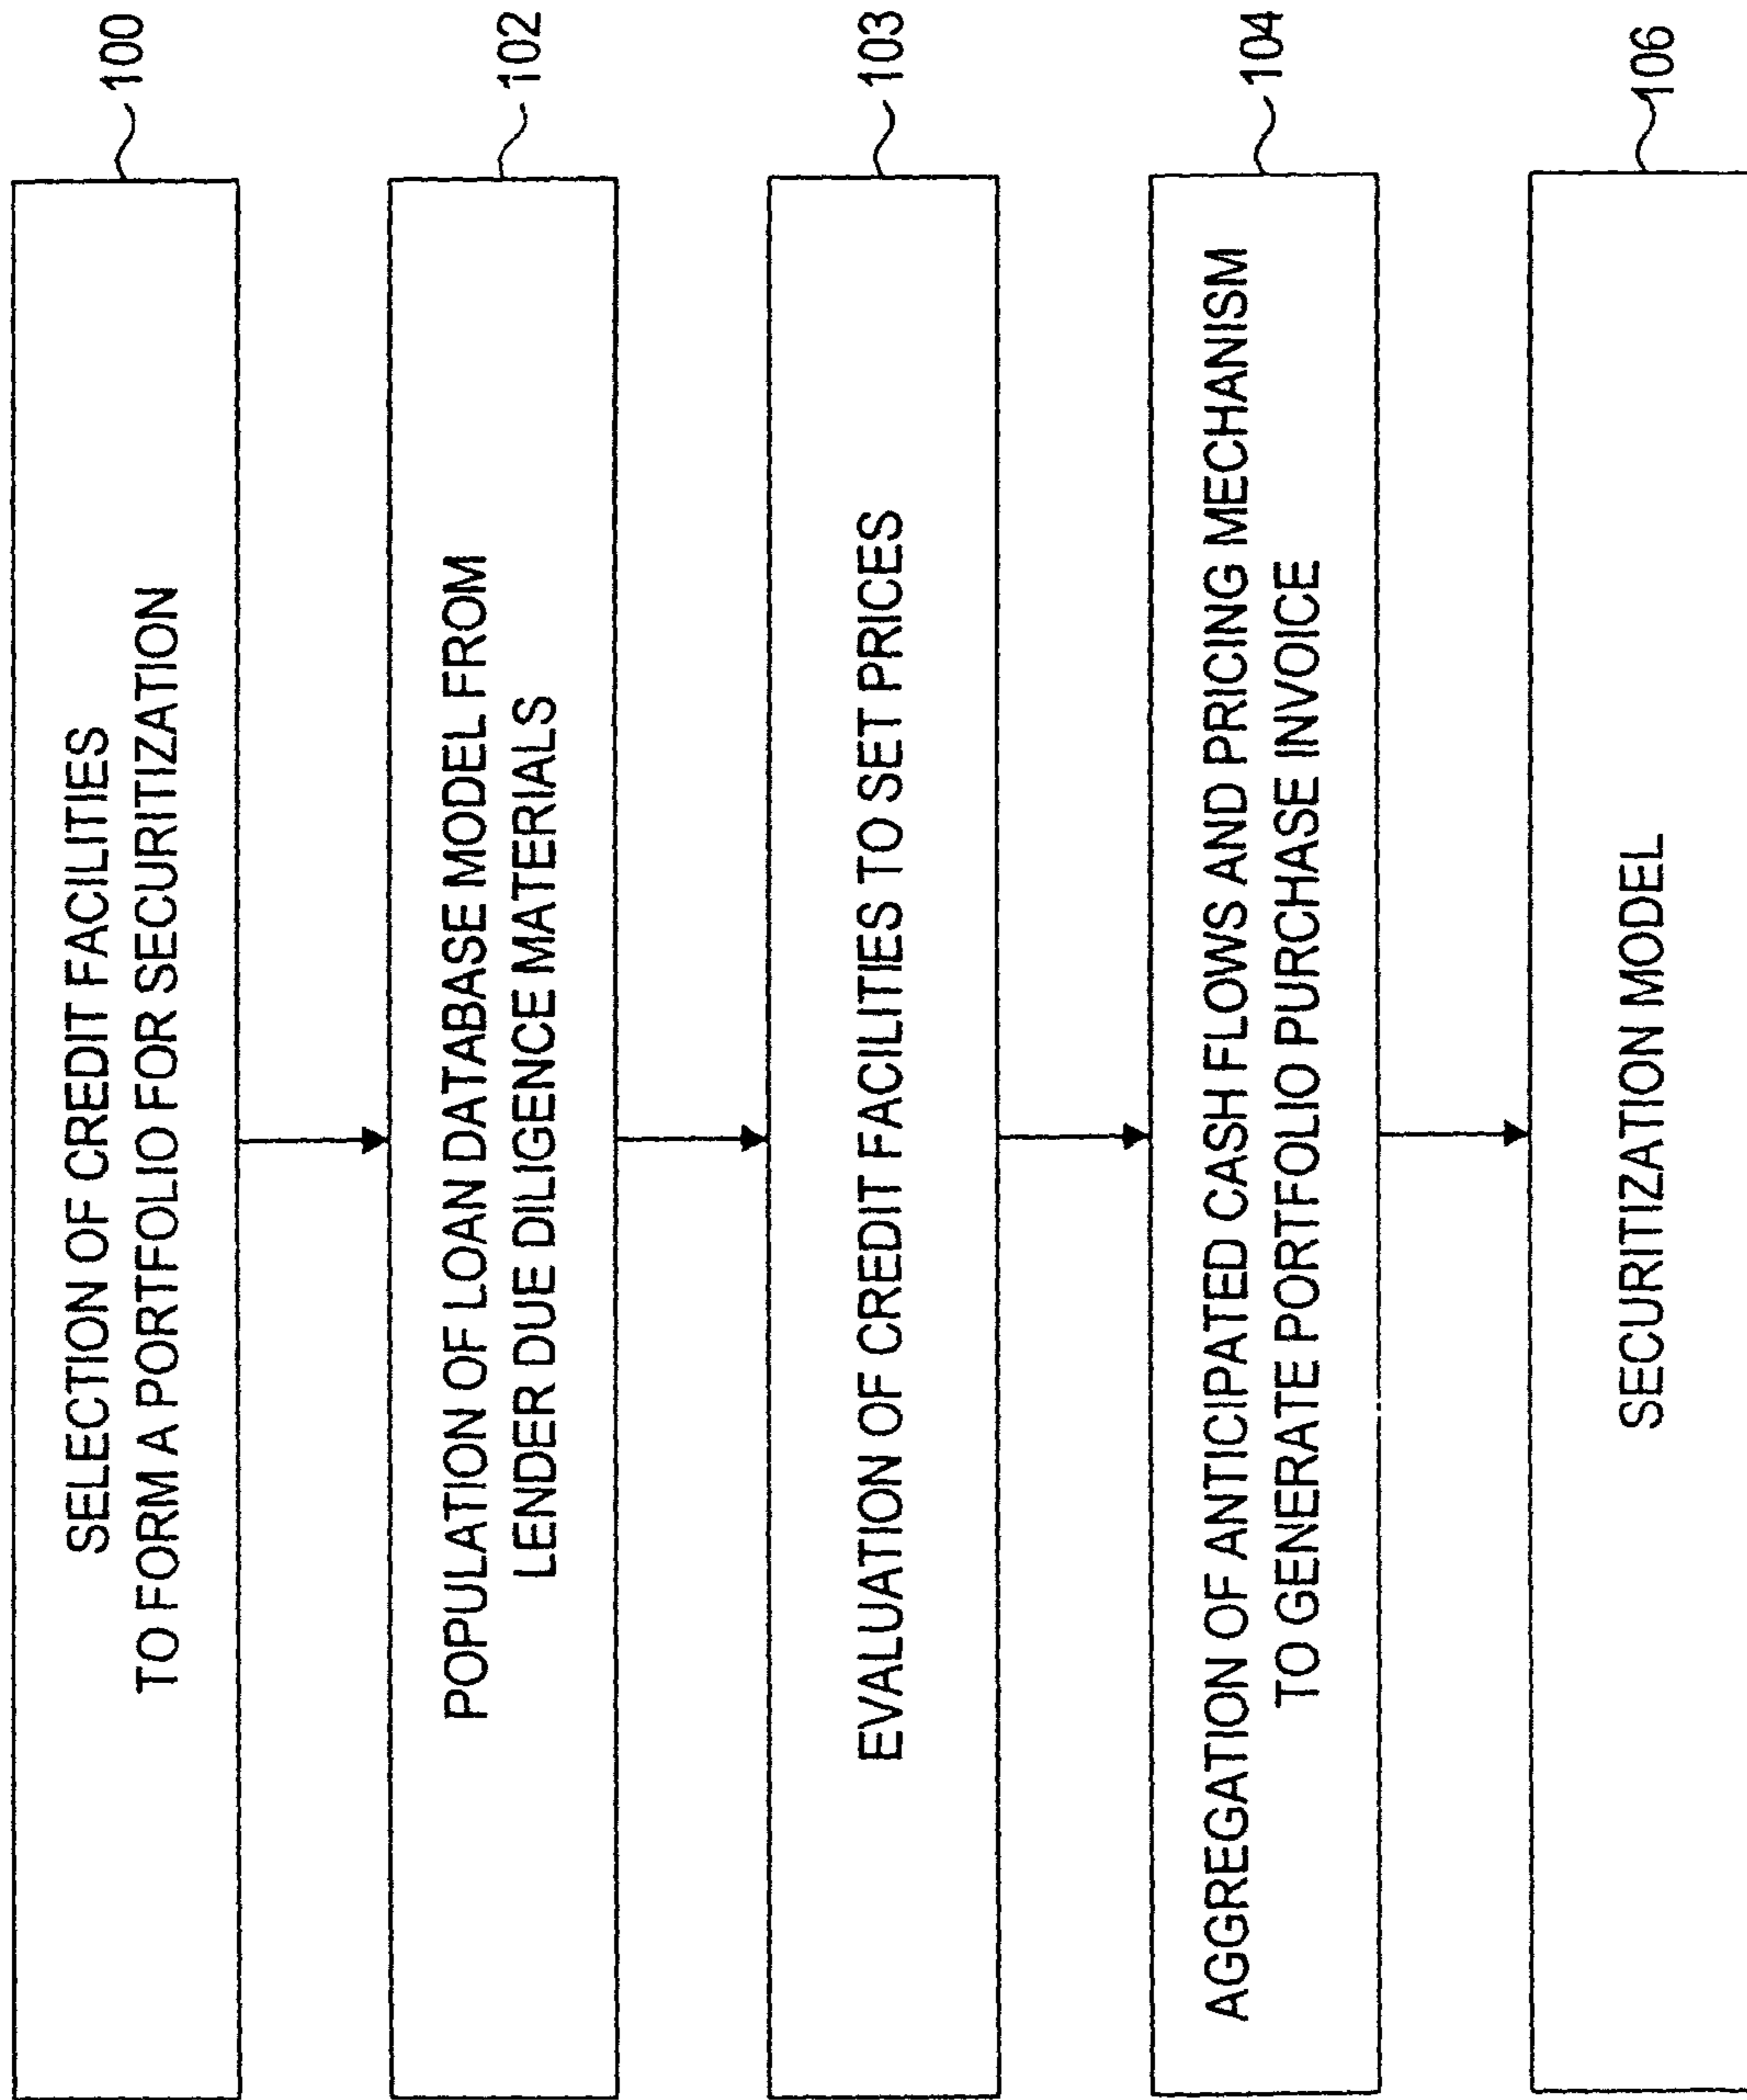 SELECTION OF CREDIT FACILITIES
TO FORM A PORTFOLIO FOR SECURITIZATION
100
POPULATION OF LOAN DATABASE MODEL FROM
LENDER DUE DILIGENCE MATERIALS
102
EVALUATION OF CREDIT FACILITIES TO SET PRICES
103
AGGREGATION OF ANTICIPATED CASH FLOWS AND PRICING MECHANISM
TO GENERATE PORTFOLIO PURCHASE INVOICE
104
SECURITIZATION MODEL
106